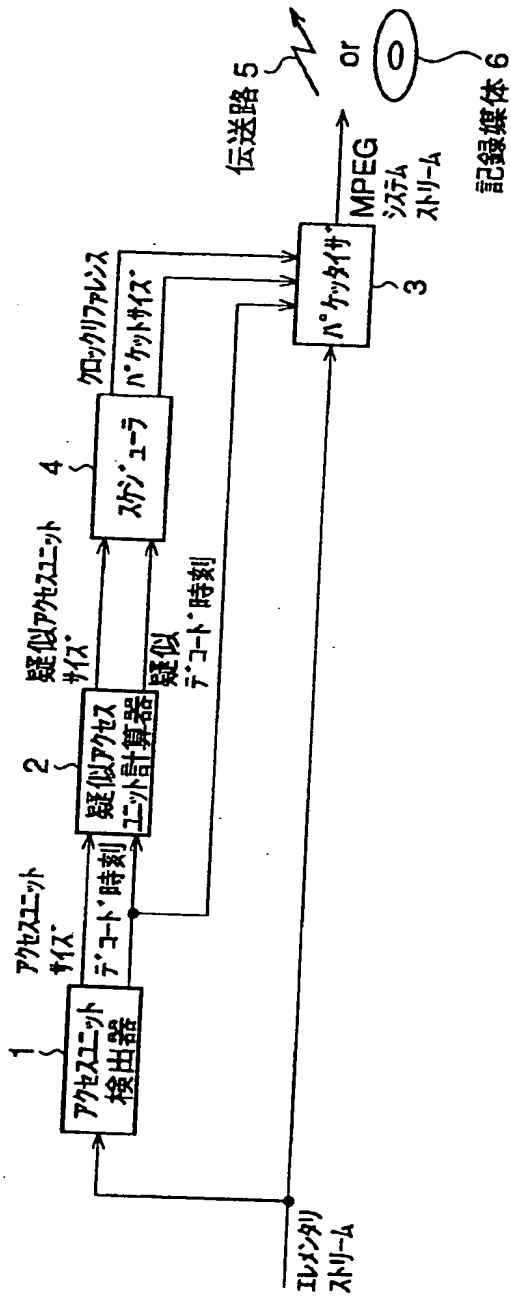 エレメンタリ
ストリーム
1
アクセスユニット
検出器
アクセスユニット
サイズ
デコード時刻
2
疑似アクセス
ユニット計算器
疑似アクセスユニット
サイズ
疑似
デコード時刻
4
スケジューラ
クロックリファレンス
パケットサイズ
パケッタイザ
3
MPEG
システム
ストリーム
伝送路 5
or
記録媒体 6